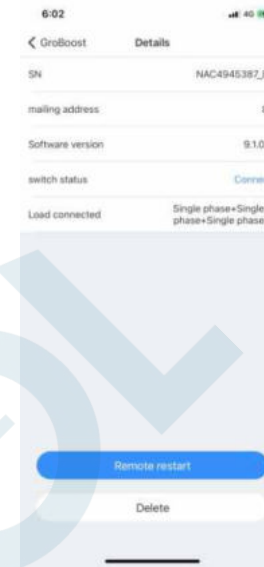 6:02 4G
GroBoost Details
SN NAC4945387_
mailing address
Software version 9.1.0
switch status Conne
Load connected Single phase+Single
phase+Single phase
Remote restart
Delete